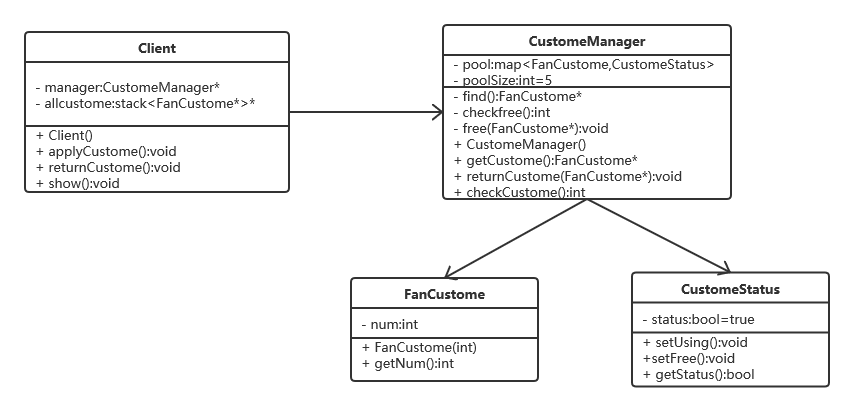 Client
- manager:CustomeManager*
- allcustome:stack<FanCustome*>*
+ Client()
+ applyCustome():void
+ returnCustome():void
+ show():void
CustomeManager
- pool:map<FanCustome,CustomeStatus>
- poolSize:int=5
- find():FanCustome*
- checkfree():int
- free(FanCustome*):void
+ CustomeManager()
+ getCustome():FanCustome*
+ returnCustome(FanCustome*):void
+ checkCustome():int
FanCustome
- num:int
+ FanCustome(int)
+ getNum():int
CustomeStatus
- status:bool=true
+ setUsing():void
+setFree():void
+ getStatus():bool